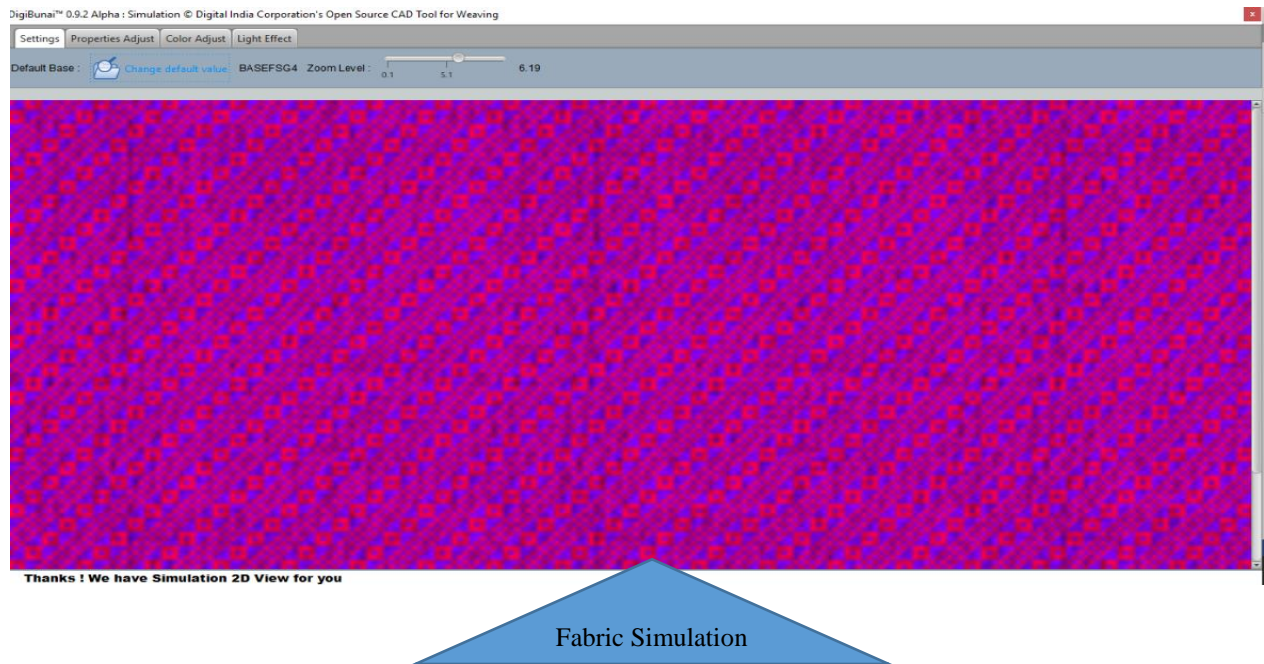 DigiBunai™ 0.9.2 Alpha : Simulation © Digital India Corporation's Open Source CAD Tool for Weaving
x
Settings Properties Adjust Color Adjust Light Effect
Default Base : Change default value BASEFSG4 Zoom Level : 0.1 5.1 6.19
Thanks ! We have Simulation 2D View for you
Fabric Simulation